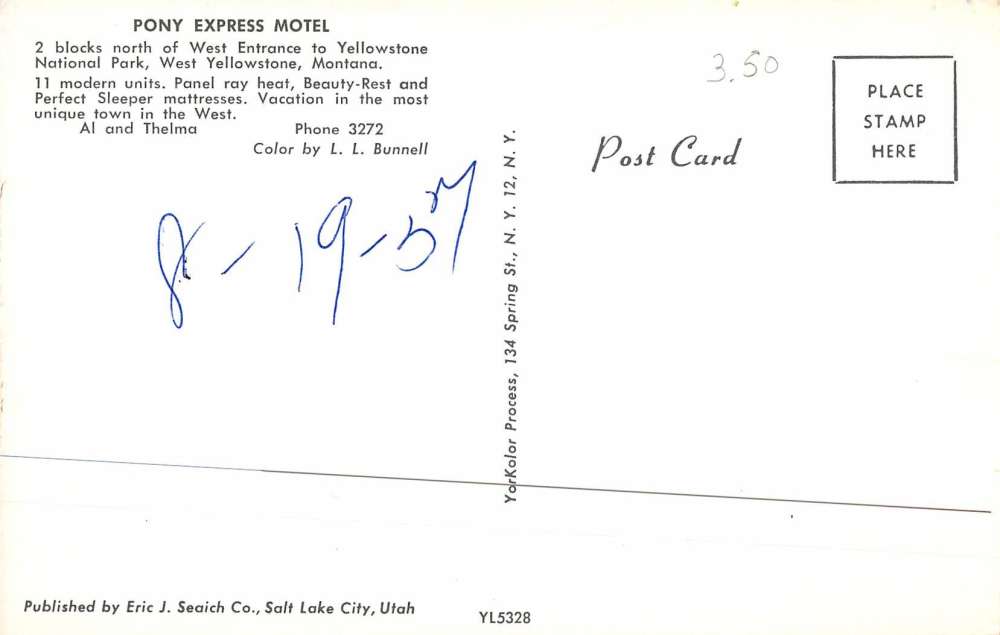 PONY EXPRESS MOTEL
2 blocks north of West Entrance to Yellowstone
National Park, West Yellowstone, Montana.
11 modern units. Panel ray heat, Beauty-Rest and
Perfect Sleeper mattresses. Vacation in the most
unique town in the West.
Al and Thelma Phone 3272
Color by L. L. Bunnell
3.50
PLACE
STAMP
HERE
Post Card
8 - 19 - 57
YorKolor Process, 134 Spring St., N. Y. 12, N. Y.
Published by Eric J. Seaich Co., Salt Lake City, Utah
YL5328